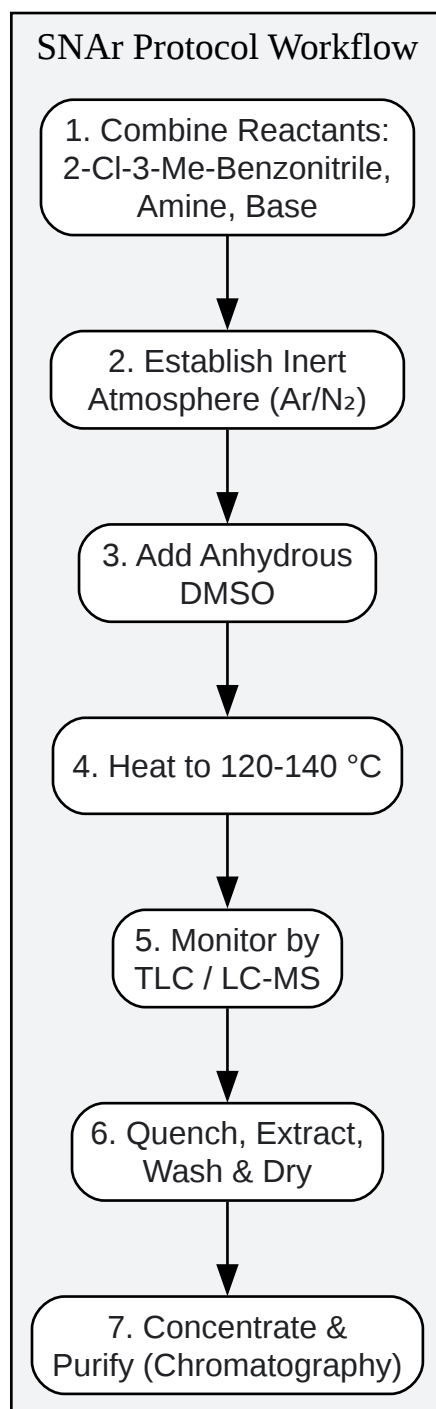 SNAr Protocol Workflow
1. Combine Reactants:
2-Cl-3-Me-Benzonitrile,
Amine, Base
2. Establish Inert
Atmosphere (Ar/N₂)
3. Add Anhydrous
DMSO
4. Heat to 120-140 °C
5. Monitor by
TLC / LC-MS
6. Quench, Extract,
Wash & Dry
7. Concentrate &
Purify (Chromatography)